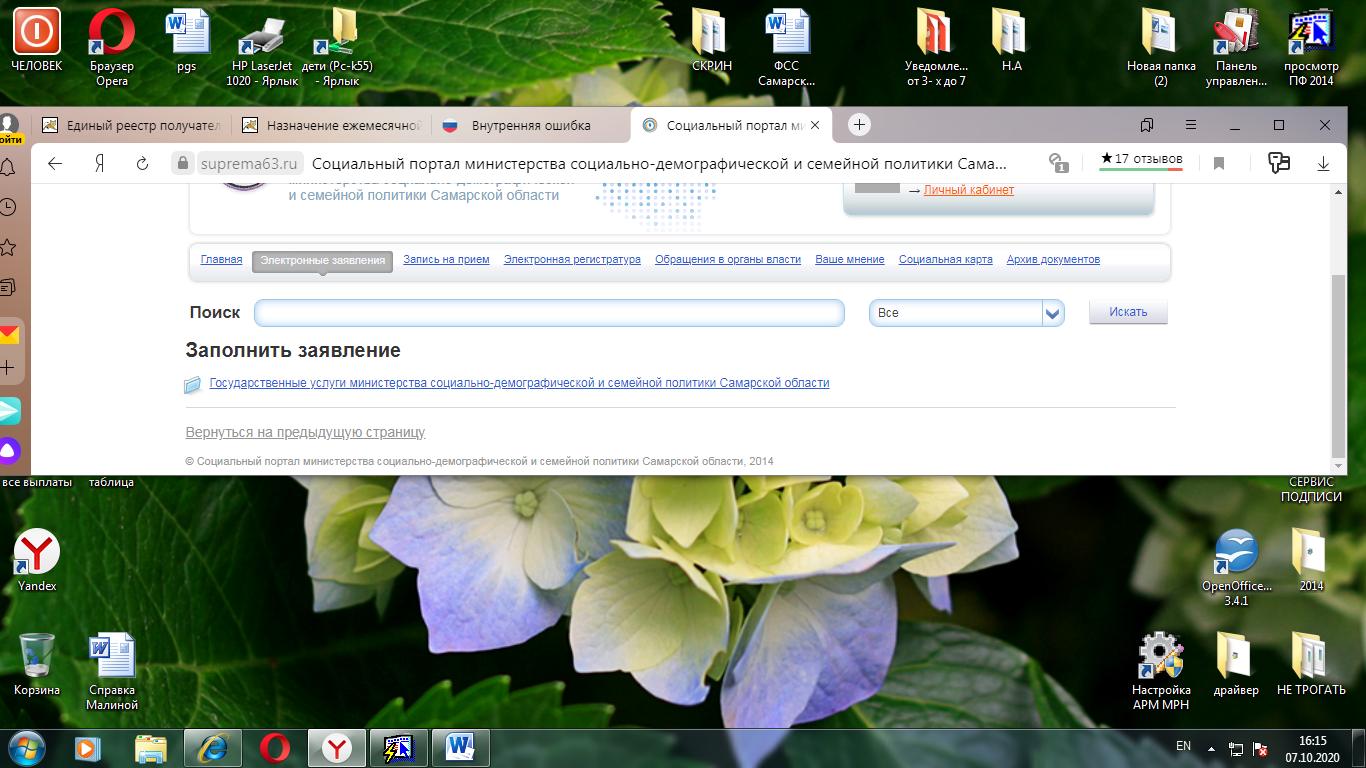 ЧЕЛОВЕК
Браузер
Opera
pgs
HP LaserJet
1020 - Ярлык
дети (Pc-k55)
- Ярлык
СКРИН
ФСС
Самарск...
Уведомле...
от 3- х до 7
Н.А
Новая папка
(2)
Панель
управлен...
просмотр
ПФ 2014
ойти
Единый реестр получател
Назначение ежемесячной
Внутренняя ошибка
Социальный портал ми
suprema63.ru Социальный портал министерства социально-демографической и семейной политики Сама...
1
★17 отзывов
и семейной политики Самарской области
→ Личный кабинет
Главная
Электронные заявления
Запись на прием
Электронная регистратура
Обращения в органы власти
Ваше мнение
Социальная карта
Архив документов
Поиск
Все
Искать
Заполнить заявление
Государственные услуги министерства социально-демографической и семейной политики Самарской области
Вернуться на предыдущую страницу
© Социальный портал министерства социально-демографической и семейной политики Самарской области, 2014
все выплаты
таблица
СЕРВИС
ПОДПИСИ
Yandex
OpenOffice...
3.4.1
2014
Корзина
Справка
Малиной
Настройка
АРМ МРН
драйвер
НЕ ТРОГАТЬ
EN
16:15
07.10.2020